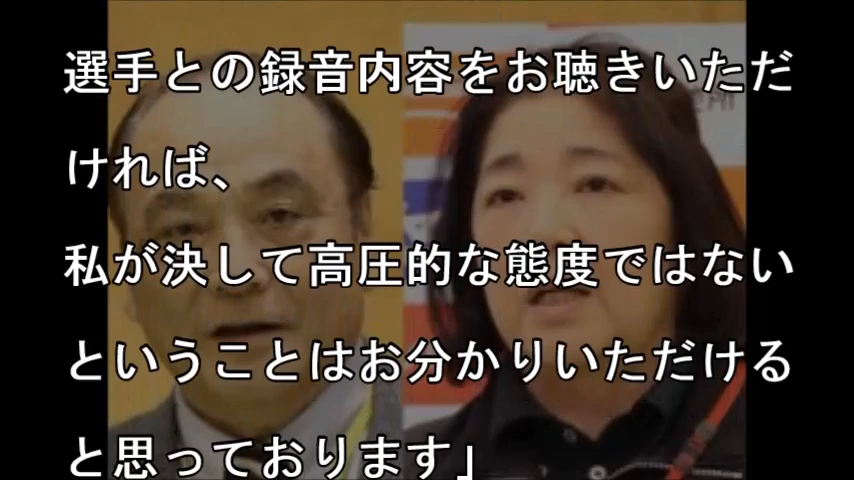 選手との録音内容をお聴きいただ
ければ、
私が決して高圧的な態度ではない
ということはお分かりいただける
と思っております」